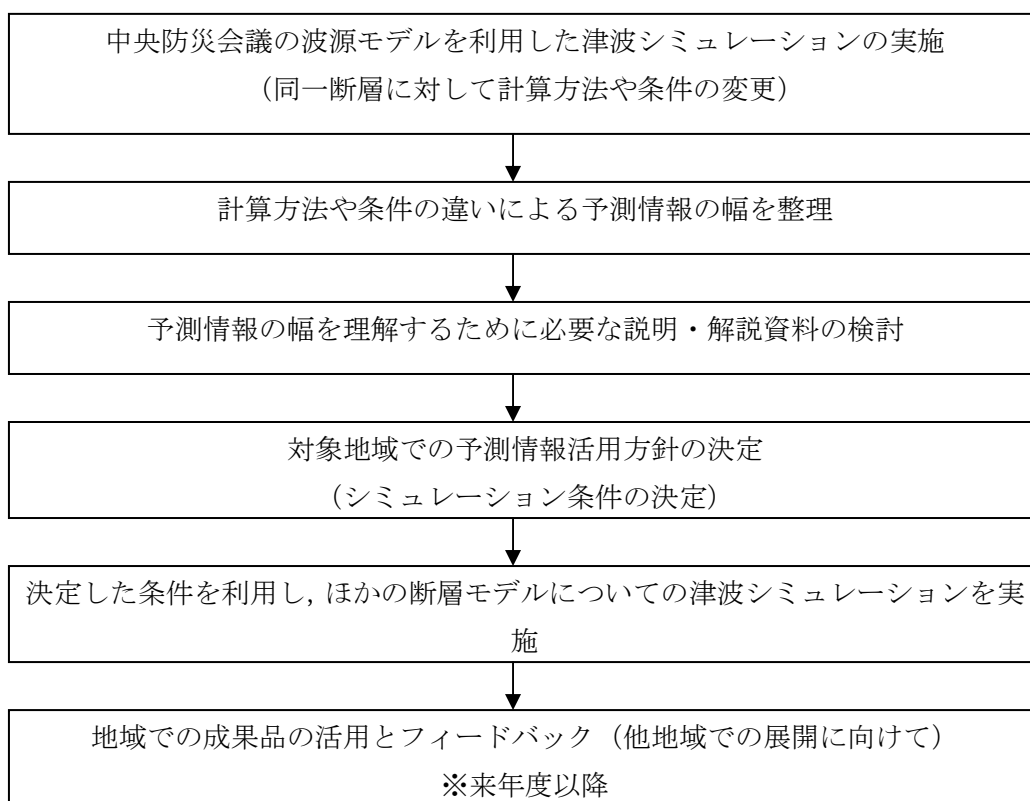 中央防災会議の波源モデルを利用した津波シミュレーションの実施
（同一断層に対して計算方法や条件の変更）
計算方法や条件の違いによる予測情報の幅を整理
予測情報の幅を理解するために必要な説明・解説資料の検討
対象地域での予測情報活用方針の決定
（シミュレーション条件の決定）
決定した条件を利用し，ほかの断層モデルについての津波シミュレーションを実
施
地域での成果品の活用とフィードバック（他地域での展開に向けて）
※来年度以降